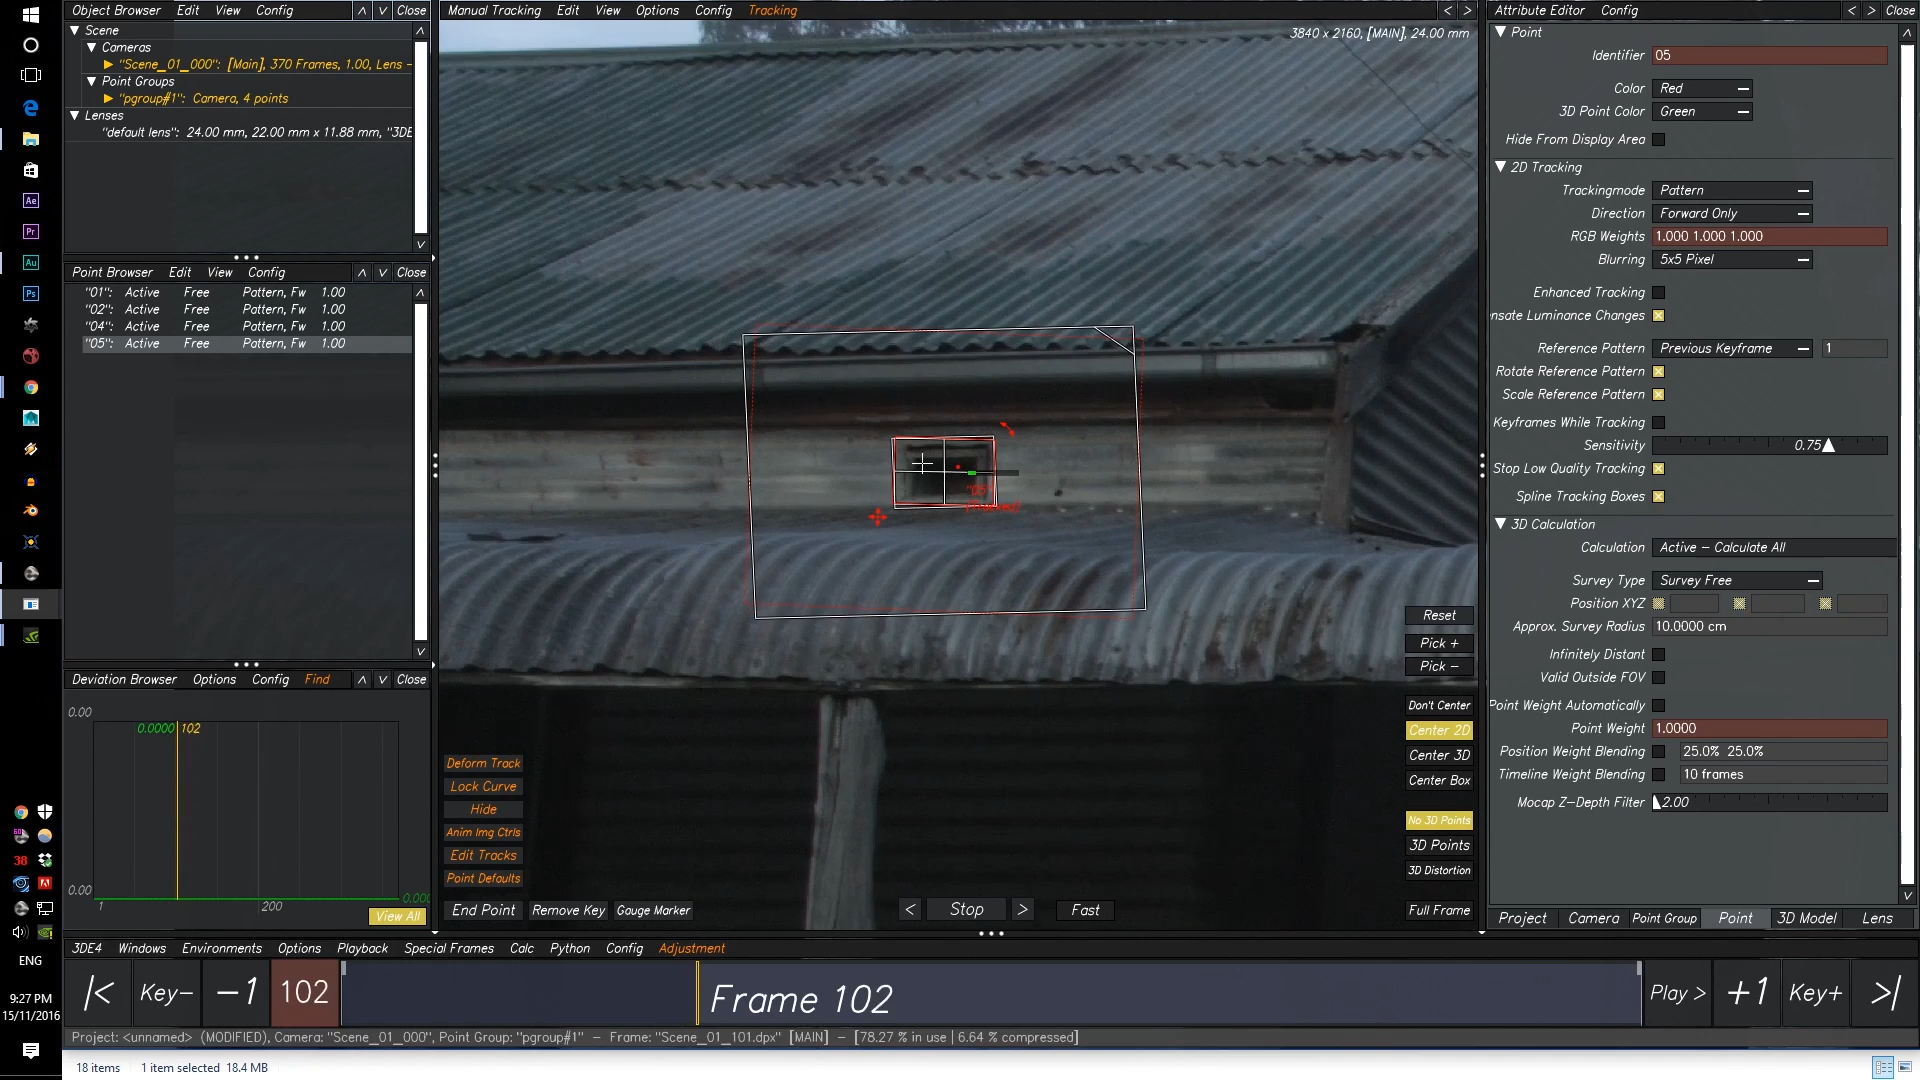 Object Browser Edit View Config Close
Scene
Cameras
"Scene_01_000": [Main], 370 Frames, 1.00, Lens -
Point Groups
"pgroup#1": Camera, 4 points
Lenses
"default lens": 24.00 mm, 22.00 mm x 11.88 mm, "3DE
Point Browser Edit View Config Close
"01": Active Free Pattern, Fw 1.00
"02": Active Free Pattern, Fw 1.00
"04": Active Free Pattern, Fw 1.00
"05": Active Free Pattern, Fw 1.00
Deviation Browser Options Config Find Close
0.00
0.0000 102
0.00
0.000
1 200
View All
Manual Tracking Edit View Options Config Tracking
3840 x 2160, [MAIN], 24.00 mm
"05"
Deform Track
Lock Curve
Hide
Anim Img Ctrls
Edit Tracks
Point Defaults
End Point Remove Key Gauge Marker < Stop > Fast
Reset
Pick +
Pick -
Don't Center
Center 2D
Center 3D
Center Box
No 3D Points
3D Points
3D Distortion
Full Frame
Attribute Editor Config < > Close
Point
Identifier 05
Color Red
3D Point Color Green
Hide From Display Area
2D Tracking
Trackingmode Pattern
Direction Forward Only
RGB Weights 1.000 1.000 1.000
Blurring 5x5 Pixel
Enhanced Tracking
ensate Luminance Changes
Reference Pattern Previous Keyframe 1
Rotate Reference Pattern
Scale Reference Pattern
Keyframes While Tracking
Sensitivity 0.75
Stop Low Quality Tracking
Spline Tracking Boxes
3D Calculation
Calculation Active - Calculate All
Survey Type Survey Free
Position XYZ
Approx. Survey Radius 10.0000 cm
Infinitely Distant
Valid Outside FOV
Point Weight Automatically
Point Weight 1.0000
Position Weight Blending 25.0% 25.0%
Timeline Weight Blending 10 frames
Mocap Z-Depth Filter 2.00
Project Camera Point Group Point 3D Model Lens
3DE4 Windows Environments Options Playback Special Frames Calc Python Config Adjustment
|< Key- -1 102 Frame 102 Play > +1 Key+ >|
Project: <unnamed> (MODIFIED), Camera: "Scene_01_000", Point Group: "pgroup#1" - Frame: "Scene_01_101.dpx" [MAIN] - [78.27 % in use | 6.64 % compressed]
18 items 1 item selected 18.4 MB
Ae
Pr
Au
Ps
38
ENG
9:27 PM
15/11/2016